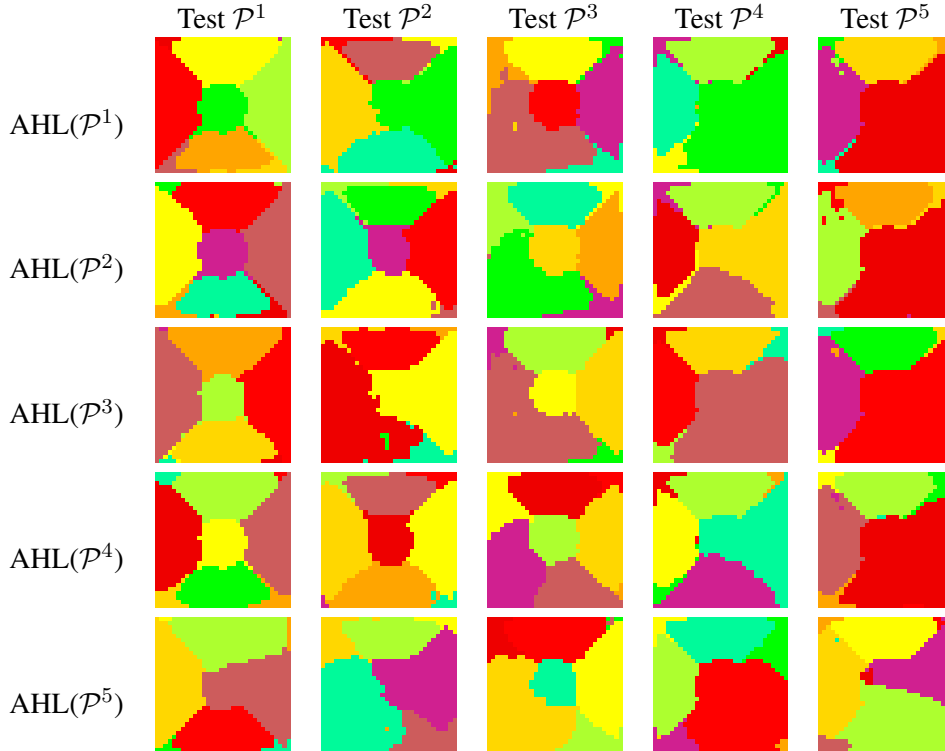 Test 𝒫¹ Test 𝒫² Test 𝒫³ Test 𝒫⁴ Test 𝒫⁵
AHL(𝒫¹)
AHL(𝒫²)
AHL(𝒫³)
AHL(𝒫⁴)
AHL(𝒫⁵)